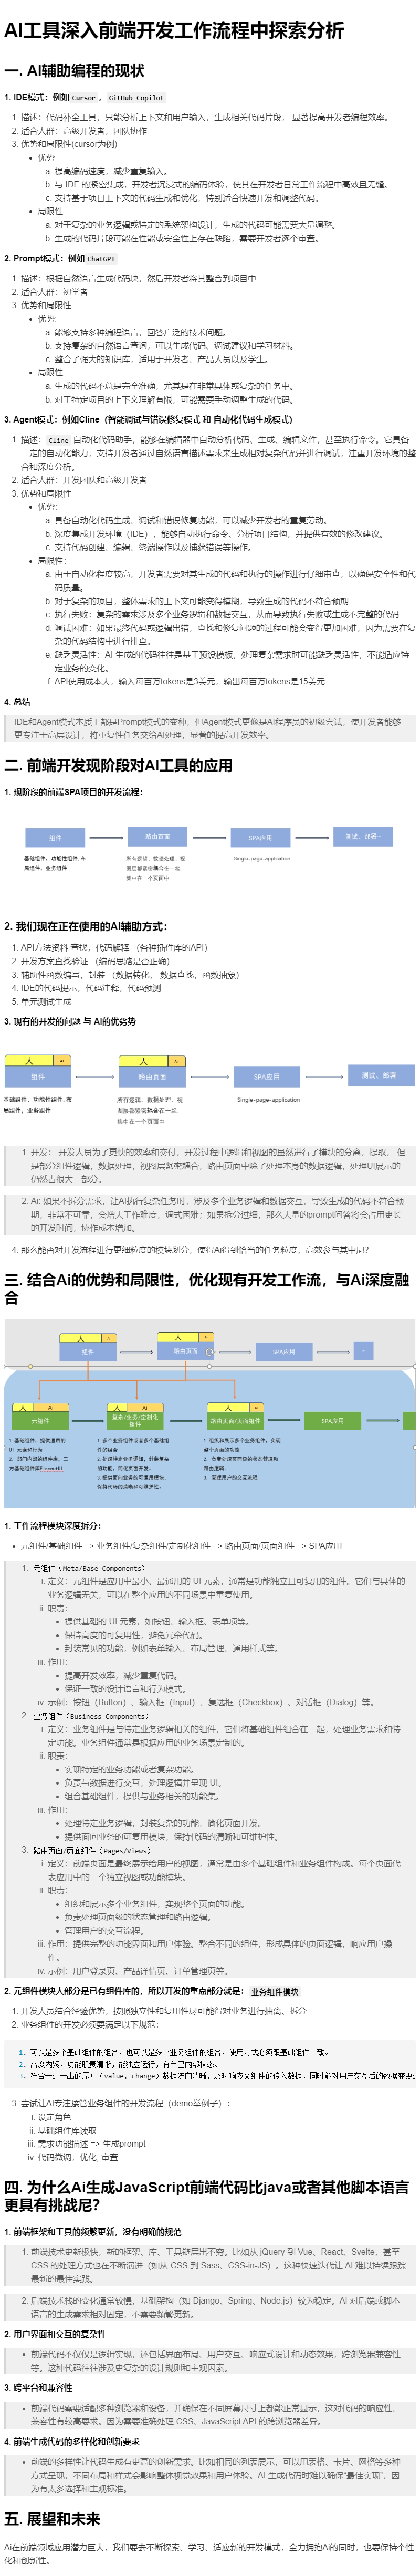 AI工具深入前端开发工作流程中探索分析
一. AI辅助编程的现状
1. IDE模式：例如 Cursor ， GitHub Copilot
1. 描述：代码补全工具，只能分析上下文和用户输入，生成相关代码片段， 显著提高开发者编程效率。
2. 适合人群：高级开发者，团队协作
3. 优势和局限性(cursor为例)
优势
a. 提高编码速度，减少重复输入。
b. 与 IDE 的紧密集成，开发者沉浸式的编码体验，使其在开发者日常工作流程中高效且无缝。
c. 支持基于项目上下文的代码生成和优化，特别适合快速开发和调整代码。
局限性
a. 对于复杂的业务逻辑或特定的系统架构设计，生成的代码可能需要大量调整。
b. 生成的代码片段可能在性能或安全性上存在缺陷，需要开发者逐个审查。
2. Prompt模式：例如 ChatGPT
1. 描述：根据自然语言生成代码块，然后开发者将其整合到项目中
2. 适合人群：初学者
3. 优势和局限性
优势:
a. 能够支持多种编程语言，回答广泛的技术问题。
b. 支持复杂的自然语言查询，可以生成代码、调试建议和学习材料。
c. 整合了强大的知识库，适用于开发者、产品人员以及学生。
局限性:
a. 生成的代码不总是完全准确，尤其是在非常具体或复杂的任务中。
b. 对于特定项目的上下文理解有限，可能需要手动调整生成的代码。
3. Agent模式：例如Cline（智能调试与错误修复模式 和 自动化代码生成模式）
1. 描述： Cline 自动化代码助手，能够在编辑器中自动分析代码、生成、编辑文件，甚至执行命令。它具备
一定的自动化能力，支持开发者通过自然语言描述需求来生成相对复杂代码并进行调试，注重开发环境的整
合和深度分析。
2. 适合人群：开发团队和高级开发者
3. 优势和局限性
优势：
a. 具备自动化代码生成、调试和错误修复功能，可以减少开发者的重复劳动。
b. 深度集成开发环境（IDE），能够自动执行命令、分析项目结构，并提供有效的修改建议。
c. 支持代码创建、编辑、终端操作以及捕获错误等操作。
局限性：
a. 由于自动化程度较高，开发者需要对其生成的代码和执行的操作进行仔细审查，以确保安全性和代
码质量。
b. 对于复杂的项目，整体需求的上下文可能变得模糊，导致生成的代码不符合预期
c. 执行失败：复杂的需求涉及多个业务逻辑和数据交互，从而导致执行失败或生成不完整的代码
d. 调试困难：如果最终代码或逻辑出错，查找和修复问题的过程可能会变得更加困难，因为需要在复
杂的代码结构中进行排查。
e. 缺乏灵活性：AI 生成的代码往往是基于预设模板，处理复杂需求时可能缺乏灵活性，不能适应特
定业务的变化。
f. API使用成本大，输入每百万tokens是3美元，输出每百万tokens是15美元
4. 总结
IDE和Agent模式本质上都是Prompt模式的变种，但Agent模式更像是AI程序员的初级尝试，使开发者能够
更专注于高层设计，将重复性任务交给AI处理，显著的提高开发效率。
二. 前端开发现阶段对AI工具的应用
1. 现阶段的前端SPA项目的开发流程：
组件
路由页面
SPA应用
测试、部署···
基础组件，功能性组件，布
局组件，业务组件
所有逻辑、数据处理、视
图层都紧密耦合在一起，
集中在一个页面中
Single-page-application
2. 我们现在正在使用的AI辅助方式：
1. API方法资料 查找，代码解释 （各种插件库的API）
2. 开发方案查找验证 （编码思路是否正确）
3. 辅助性函数编写，封装 （数据转化， 数据查找，函数抽象）
4. IDE的代码提示，代码注释，代码预测
5. 单元测试生成
3. 现有的开发的问题 与 AI的优劣势
人 Ai
组件
人 Ai
路由页面
SPA应用
测试、部署···
基础组件，功能性组件，布
局组件，业务组件
所有逻辑、数据处理、视
图层都紧密耦合在一起，
集中在一个页面中
Single-page-application
1. 开发： 开发人员为了更快的效率和交付，开发过程中逻辑和视图的虽然进行了模块的分离，提取， 但
是部分组件逻辑，数据处理，视图层紧密耦合，路由页面中除了处理本身的数据逻辑，处理UI展示的
仍然占很大一部分。
2. Ai: 如果不拆分需求，让AI执行复杂任务时，涉及多个业务逻辑和数据交互，导致生成的代码不符合预
期，非常不可靠，会增大工作难度，调式困难；如果拆分过细，那么大量的prompt问答将会占用更长
的开发时间，协作成本增加。
4. 那么能否对开发流程进行更细粒度的模块划分，使得Ai得到恰当的任务粒度，高效参与其中尼？
三. 结合Ai的优势和局限性，优化现有开发工作流，与Ai深度融
合
人 Ai
组件
人 Ai
路由页面
SPA应用
人 Ai
元组件
人 Ai
复杂/业务/定制化
组件
人 Ai
路由页面/页面组件
SPA应用
1. 基础组件，提供通用的
UI 元素和行为
2. 部门内部的组件库，三
方基础组件库ElementUI
1. 多个业务组件或者多个基础组
件的组合
2. 处理特定业务逻辑，封装复杂
的功能，简化页面开发。
3. 提供面向业务的可复用模块，
保持代码的清晰和可维护性。
1. 组织和展示多个业务组件，实现
整个页面的功能
2. 负责处理页面级的状态管理和
路由逻辑。
3. 管理用户的交互流程
1. 工作流程模块深度拆分：
元组件/基础组件 => 业务组件/复杂组件/定制化组件 => 路由页面/页面组件 => SPA应用
1. 元组件（Meta/Base Components）
i. 定义：元组件是应用中最小、最通用的 UI 元素，通常是功能独立且可复用的组件。它们与具体的
业务逻辑无关，可以在整个应用的不同场景中重复使用。
ii. 职责：
提供基础的 UI 元素，如按钮、输入框、表单项等。
保持高度的可复用性，避免冗余代码。
封装常见的功能，例如表单输入、布局管理、通用样式等。
iii. 作用：
提高开发效率，减少重复代码。
保证一致的设计语言和行为模式。
iv. 示例：按钮（Button）、输入框（Input）、复选框（Checkbox）、对话框（Dialog）等。
2. 业务组件（Business Components）
i. 定义：业务组件是与特定业务逻辑相关的组件，它们将基础组件组合在一起，处理业务需求和特
定功能。业务组件通常是根据应用的业务场景定制的。
ii. 职责：
实现特定的业务功能或者复杂功能。
负责与数据进行交互，处理逻辑并呈现 UI。
组合基础组件，提供与业务相关的功能集。
iii. 作用：
处理特定业务逻辑，封装复杂的功能，简化页面开发。
提供面向业务的可复用模块，保持代码的清晰和可维护性。
3. 路由页面/页面组件（Pages/Views）
i. 定义：前端页面是最终展示给用户的视图，通常是由多个基础组件和业务组件构成。每个页面代
表应用中的一个独立视图或功能模块。
ii. 职责：
组织和展示多个业务组件，实现整个页面的功能。
负责处理页面级的状态管理和路由逻辑。
管理用户的交互流程。
iii. 作用：提供完整的功能界面和用户体验。整合不同的组件，形成具体的页面逻辑，响应用户操
作。
iv. 示例：用户登录页、产品详情页、订单管理页等。
2. 元组件模块大部分是已有组件库的，所以开发的重点部分就是： 业务组件模块
1. 开发人员结合经验优势，按照独立性和复用性尽可能得对业务进行抽离、拆分
2. 业务组件的开发必须要满足以下规范：
1. 可以是多个基础组件的组合，也可以是多个业务组件的组合，使用方式必须跟基础组件一致。
2. 高度内聚，功能职责清晰，能独立运行，有自己内部状态。
3. 符合一进一出的原则（value，change）数据流向清晰，及时响应父组件的传入数据，同时能对用户交互后的数据变更进
3. 尝试让AI专注接管业务组件的开发流程（demo举例子）：
i. 设定角色
ii. 基础组件库读取
iii. 需求功能描述 => 生成prompt
iv. 代码微调，优化, 审查
四. 为什么Ai生成JavaScript前端代码比java或者其他脚本语言
更具有挑战尼？
1. 前端框架和工具的频繁更新，没有明确的规范
1. 前端技术更新极快，新的框架、库、工具链层出不穷。比如从 jQuery 到 Vue、React、Svelte，甚至
CSS 的处理方式也在不断演进（如从 CSS 到 Sass、CSS-in-JS）。这种快速迭代让 AI 难以持续跟踪
最新的最佳实践。
2. 后端技术栈的变化通常较慢，基础架构（如 Django、Spring、Node.js）较为稳定。AI 对后端或脚本
语言的生成需求相对固定，不需要频繁更新。
2. 用户界面和交互的复杂性
前端代码不仅仅是逻辑实现，还包括界面布局、用户交互、响应式设计和动态效果，跨浏览器兼容性
等。这种代码往往涉及更复杂的设计规则和主观因素。
3. 跨平台和兼容性
前端代码需要适配多种浏览器和设备，并确保在不同屏幕尺寸上都能正常显示，这对代码的响应性、
兼容性有较高要求。因为需要准确处理 CSS、JavaScript API 的跨浏览器差异。
4. 前端生成代码的多样化和创新要求
前端的多样性让代码生成有更高的创新需求。比如相同的列表展示，可以用表格、卡片、网格等多种
方式呈现，不同布局和样式会影响整体视觉效果和用户体验。AI 生成代码时难以确保“最佳实现”，因
为有太多选择和主观标准。
五. 展望和未来
Ai在前端领域应用潜力巨大，我们要去不断探索、学习、适应新的开发模式，全力拥抱Ai的同时，也要保持个性
化和创新性。